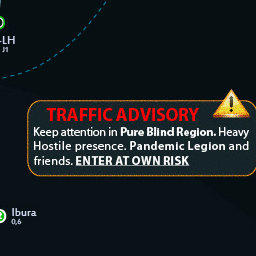 -LH
J1
TRAFFIC ADVISORY
Keep attention in Pure Blind Region. Heavy
Hostile presence. Pandemic Legion and
friends. ENTER AT OWN RISK
Ibura
0,6